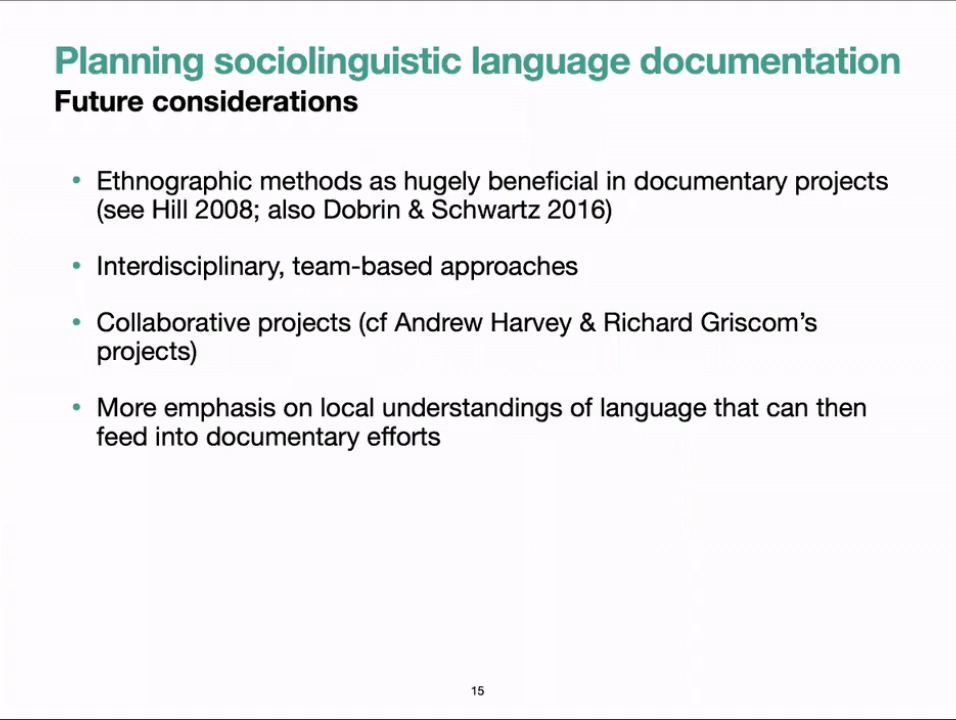 Planning sociolinguistic language documentation
Future considerations
• Ethnographic methods as hugely beneficial in documentary projects
(see Hill 2008; also Dobrin & Schwartz 2016)
• Interdisciplinary, team-based approaches
• Collaborative projects (cf Andrew Harvey & Richard Griscom’s
projects)
• More emphasis on local understandings of language that can then
feed into documentary efforts
15